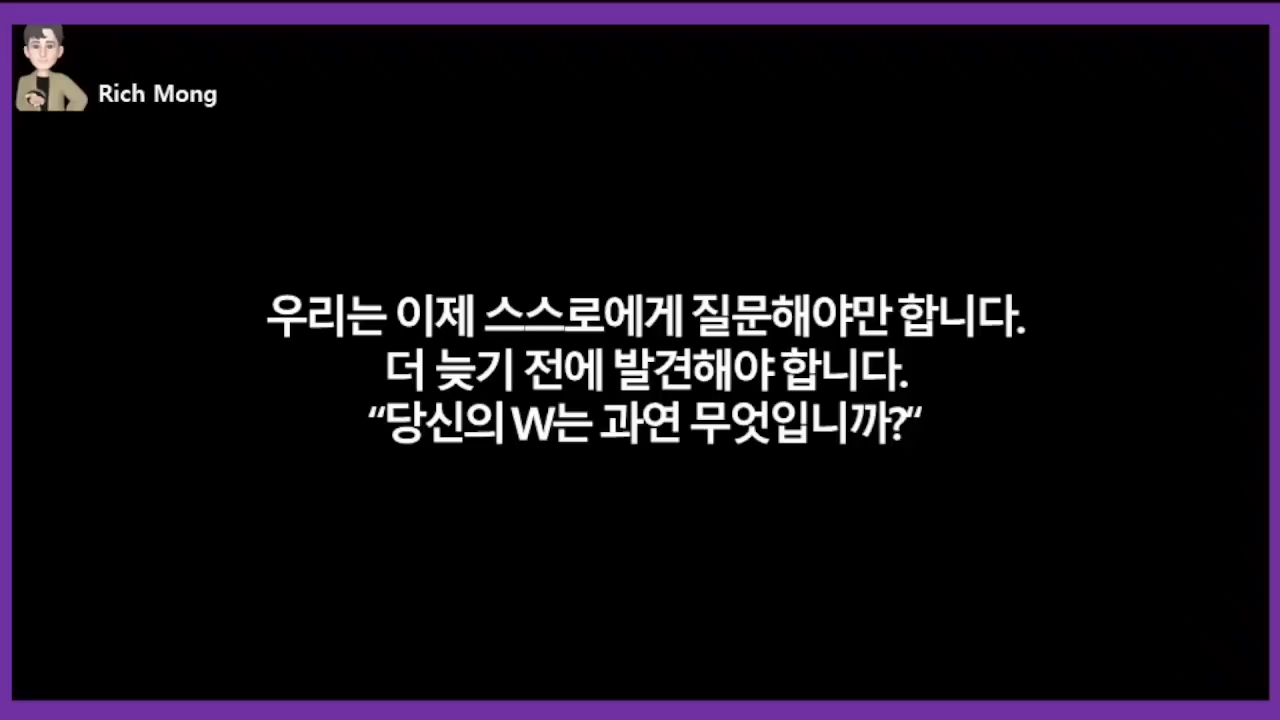 Rich Mong
우리는 이제 스스로에게 질문해야만 합니다.
더 늦기 전에 발견해야 합니다.
“당신의 W는 과연 무엇입니까?“